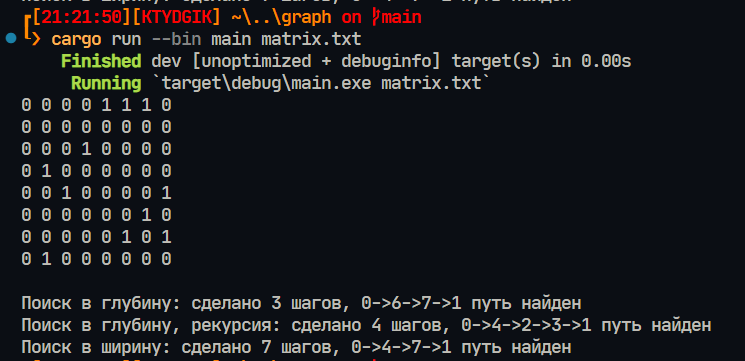 [21:21:50][KTYDGIK] ~\..\graph on main
❯ cargo run --bin main matrix.txt
Finished dev [unoptimized + debuginfo] target(s) in 0.00s
Running `target\debug\main.exe matrix.txt`
0 0 0 0 1 1 1 0
0 0 0 0 0 0 0 0
0 0 0 1 0 0 0 0
0 1 0 0 0 0 0 0
0 0 1 0 0 0 0 1
0 0 0 0 0 0 1 0
0 0 0 0 0 1 0 1
0 1 0 0 0 0 0 0
Поиск в глубину: сделано 3 шагов, 0->6->7->1 путь найден
Поиск в глубину, рекурсия: сделано 4 шагов, 0->4->2->3->1 путь найден
Поиск в ширину: сделано 7 шагов, 0->4->7->1 путь найден